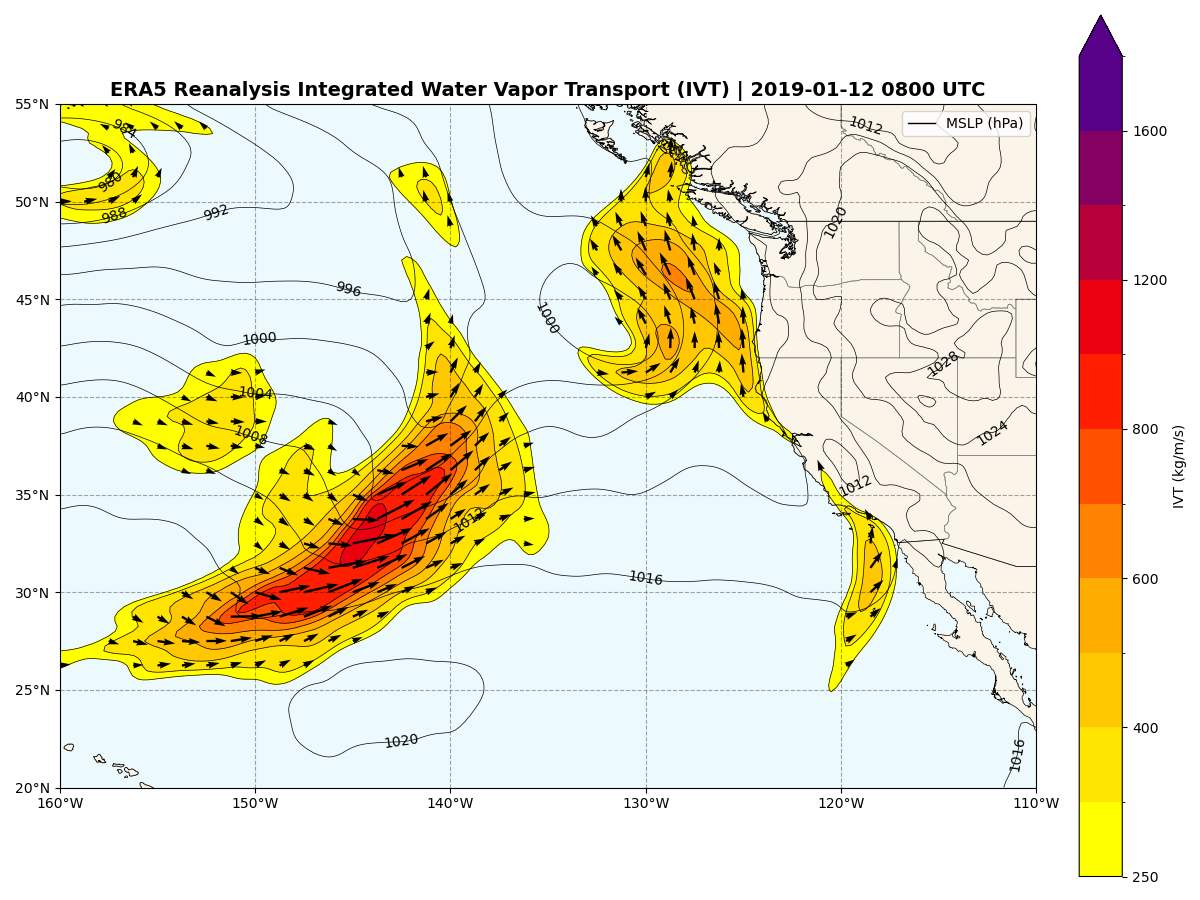 ERA5 Reanalysis Integrated Water Vapor Transport (IVT) | 2019-01-12 0800 UTC
MSLP (hPa)
55°N
50°N
45°N
40°N
35°N
30°N
25°N
20°N
160°W
150°W
140°W
130°W
120°W
110°W
984
980
988
992
996
1000
1004
1008
1012
1000
1016
1020
1012
1020
1028
1024
1012
1016
1600
1200
800
600
400
250
IVT (kg/m/s)